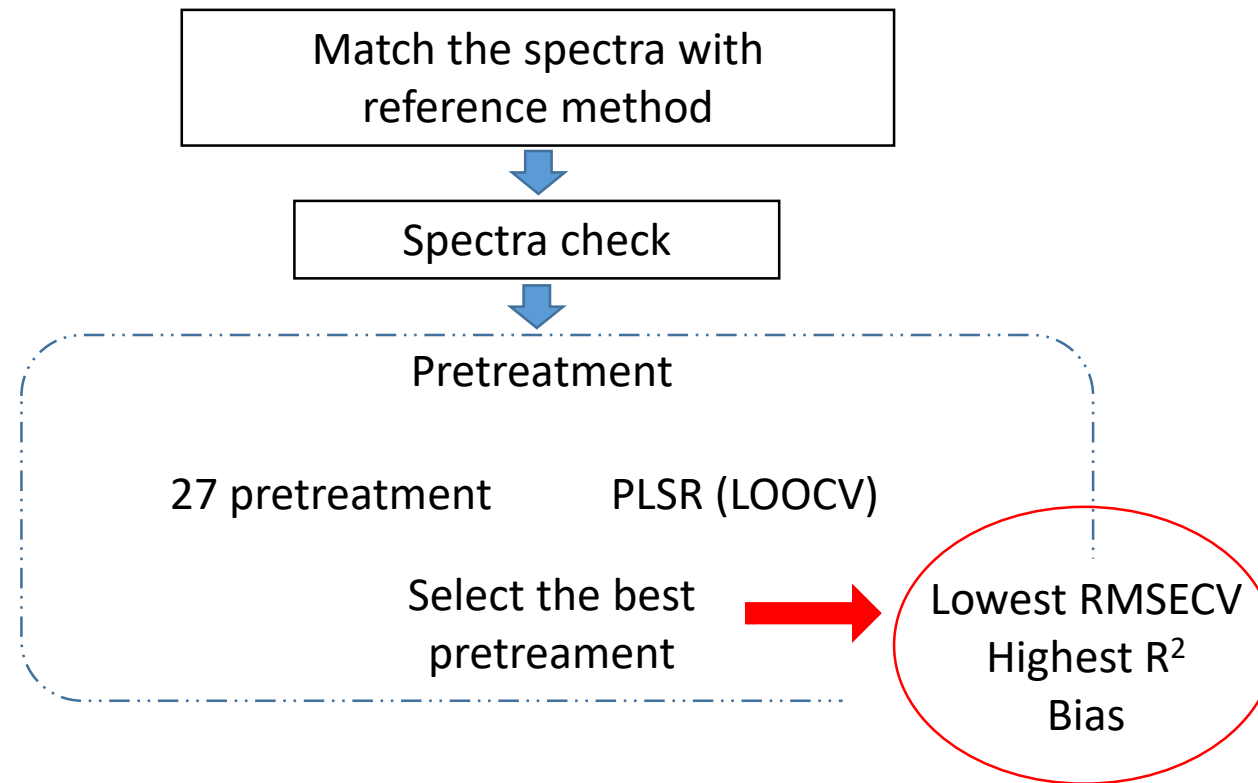 Match the spectra with
reference method
Spectra check
Pretreatment
27 pretreatment
PLSR (LOOCV)
Select the best
pretreament
Lowest RMSECV
Highest R²
Bias